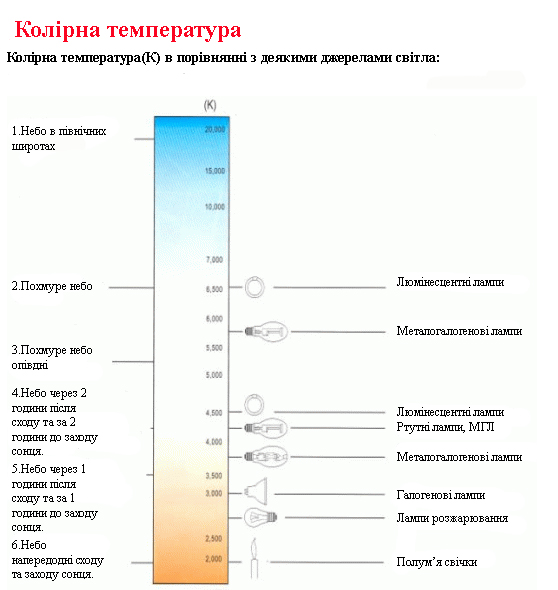 Колірна температура
Колірна температура(К) в порівнянні з деякими джерелами світла:
(K)
1.Небо в північних
широтах
20,000
15,000
10,000
7,000
2.Похмуре небо
6,500
Люмінесцентні лампи
6,000
Металогалогенові лампи
3.Похмуре небо
опівдні
5,500
5,000
4.Небо через 2
години після
сходу та за 2
години до заходу
сонця.
4,500
Люмінесцентні лампи
Ртутні лампи, МГЛ
4,000
Металогалогенові лампи
5.Небо через 1
години після
сходу та за 1
години до заходу
сонця.
3,500
3,000
Галогенові лампи
Лампи розжарювання
2,500
6.Небо
напередодні сходу
та заходу сонця.
2,000
Полум’я свічки